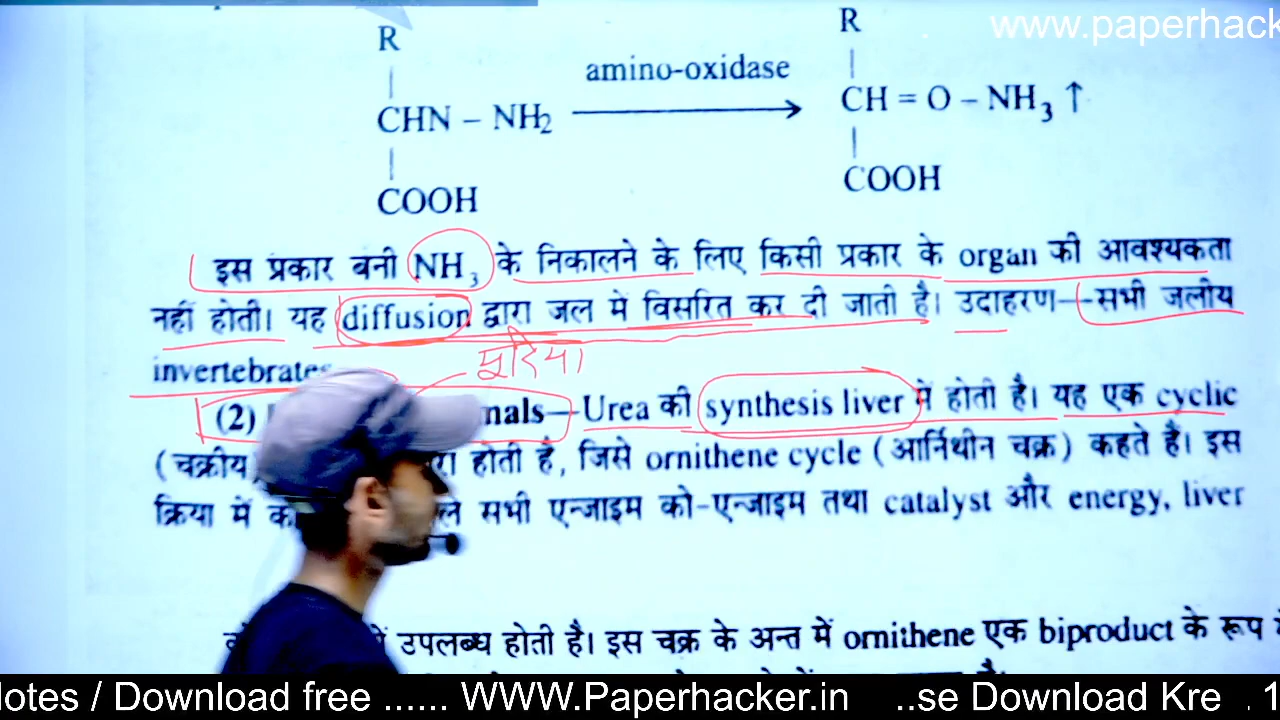 www.paperhack
R R
amino-oxidase
CHN – NH₂ CH = O – NH₃ ↑
COOH COOH
इस प्रकार बनी NH₃ के निकालने के लिए किसी प्रकार के organ की आवश्यकता
नहीं होती। यह diffusion द्वारा जल में विसरित कर दी जाती है। उदाहरण—सभी जलीय
invertebrates
यूरिया
(2) mals—Urea की synthesis liver में होती है। यह एक cyclic
(चक्रीय होती है, जिसे ornithene cycle (आर्निथीन चक्र) कहते हैं। इस
क्रिया में सभी एन्जाइम को-एन्जाइम तथा catalyst और energy, liver
उपलब्ध होती है। इस चक्र के अन्त में ornithene एक biproduct के रूप
Notes / Download free ...... WWW.Paperhacker.in ..se Download Kre . 1